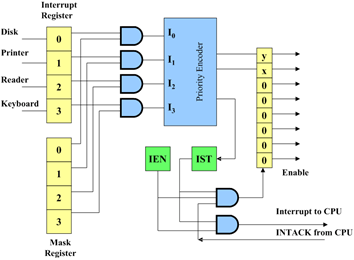 Interrupt
Register
Disk
Printer
Reader
Keyboard
0
1
2
3
I0
I1
I2
I3
Priority Encoder
y
x
0
0
0
0
0
0
Enable
0
1
2
3
Mask
Register
IEN
IST
Interrupt to CPU
INTACK from CPU